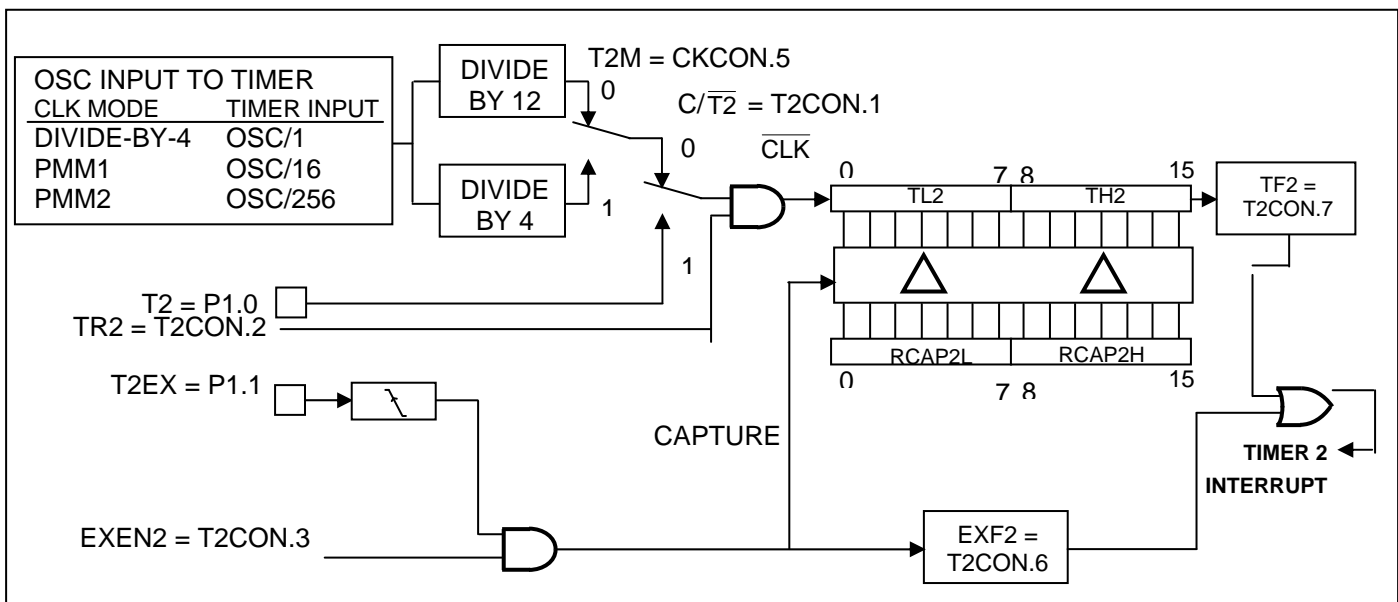 OSC INPUT TO TIMER
CLK MODE TIMER INPUT
DIVIDE-BY-4 OSC/1
PMM1 OSC/16
PMM2 OSC/256
DIVIDE
BY 12
DIVIDE
BY 4
T2M = CKCON.5
0
1
C/T2 = T2CON.1
0
1
CLK
0 7 8 15
TL2 TH2
TF2 =
T2CON.7
T2 = P1.0
TR2 = T2CON.2
RCAP2L RCAP2H
0 7 8 15
T2EX = P1.1
CAPTURE
TIMER 2
INTERRUPT
EXEN2 = T2CON.3
EXF2 =
T2CON.6